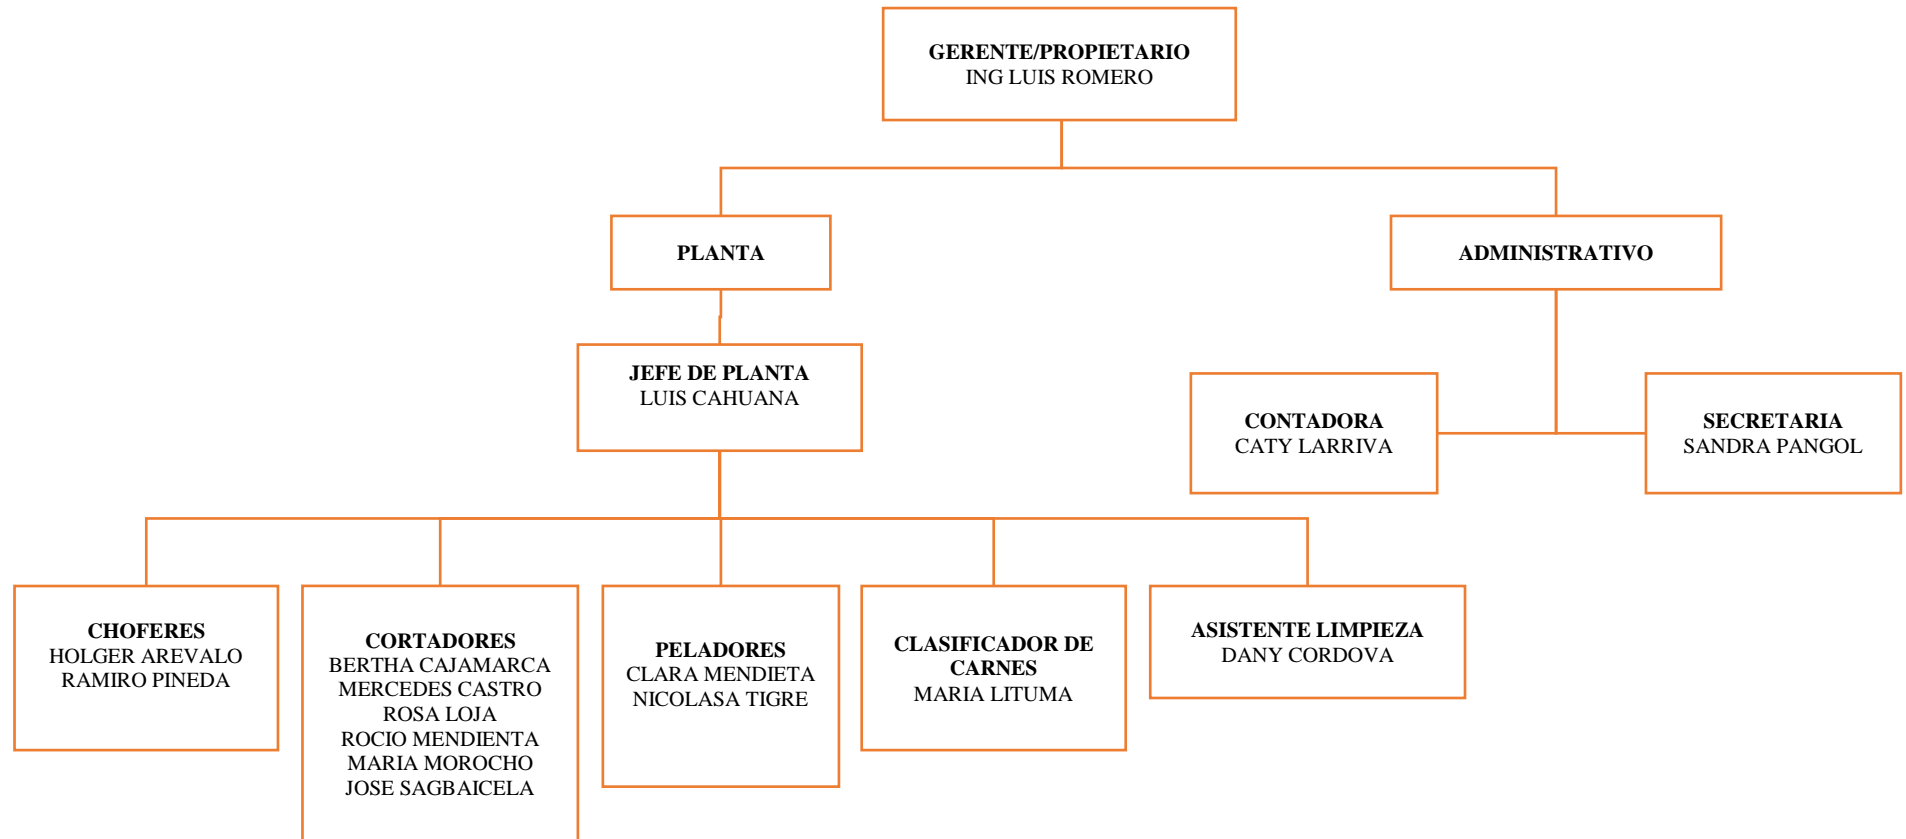 GERENTE/PROPIETARIO
ING LUIS ROMERO
PLANTA
ADMINISTRATIVO
JEFE DE PLANTA
LUIS CAHUANA
CONTADORA
CATY LARRIVA
SECRETARIA
SANDRA PANGOL
CHOFERES
HOLGER AREVALO
RAMIRO PINEDA
CORTADORES
BERTHA CAJAMARCA
MERCEDES CASTRO
ROSA LOJA
ROCIO MENDIENTA
MARIA MOROCHO
JOSE SAGBAICELA
PELADORES
CLARA MENDIETA
NICOLASA TIGRE
CLASIFICADOR DE
CARNES
MARIA LITUMA
ASISTENTE LIMPIEZA
DANY CORDOVA